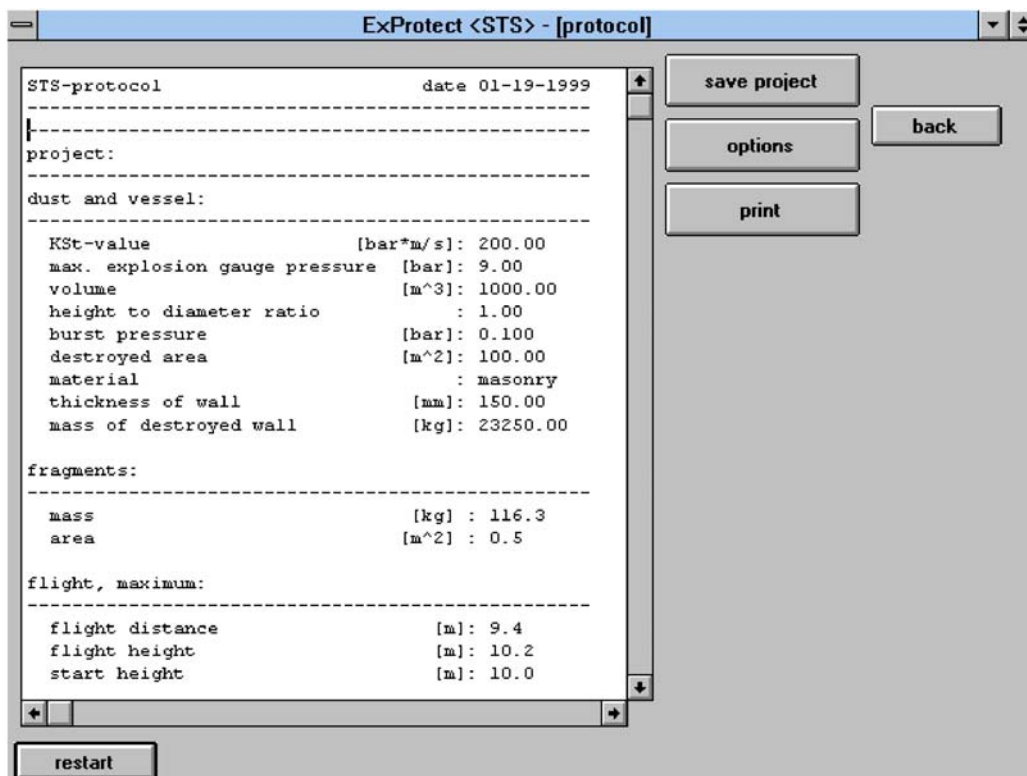 ExProtect <STS> - [protocol]
STS-protocol date 01-19-1999
project:
dust and vessel:
KSt-value [bar*m/s]: 200.00
max. explosion gauge pressure [bar]: 9.00
volume [m^3]: 1000.00
height to diameter ratio : 1.00
burst pressure [bar]: 0.100
destroyed area [m^2]: 100.00
material : masonry
thickness of wall [mm]: 150.00
mass of destroyed wall [kg]: 23250.00
fragments:
mass [kg] : 116.3
area [m^2] : 0.5
flight, maximum:
flight distance [m]: 9.4
flight height [m]: 10.2
start height [m]: 10.0
save project
options
print
back
restart